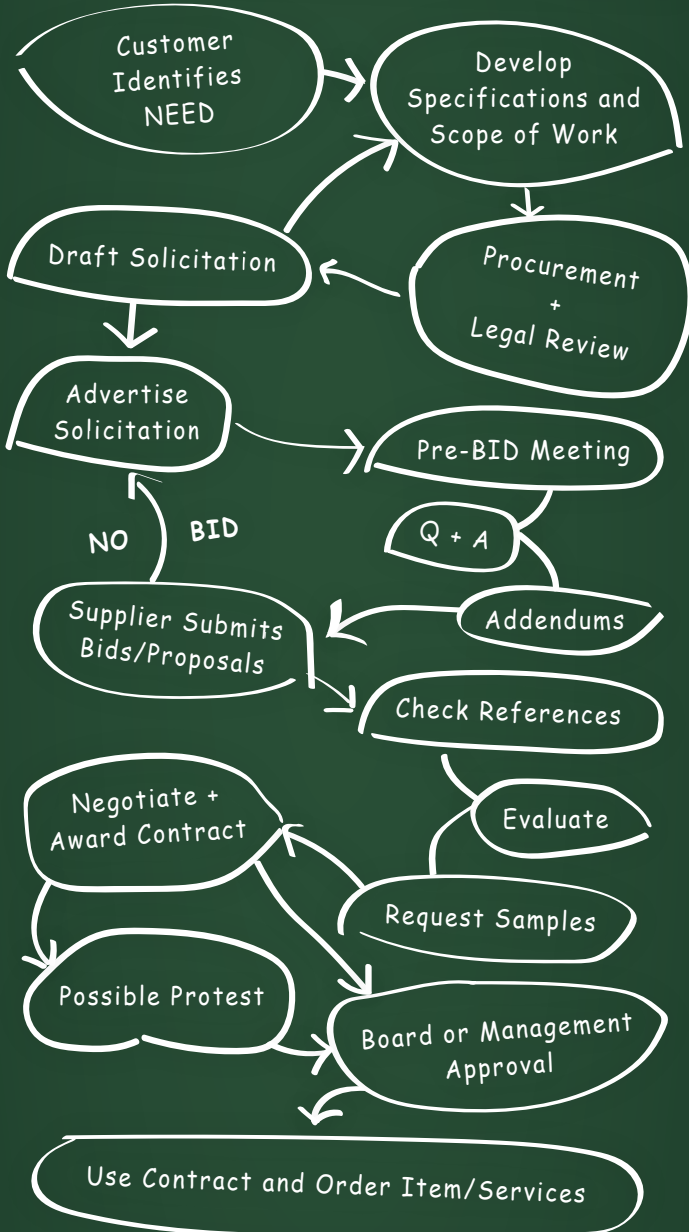 Customer
Identifies
NEED
Develop
Specifications and
Scope of Work
Draft Solicitation
Procurement
+
Legal Review
Advertise
Solicitation
Pre-BID Meeting
Q + A
NO BID
Addendums
Supplier Submits
Bids/Proposals
Check References
Negotiate +
Award Contract
Evaluate
Request Samples
Possible Protest
Board or Management
Approval
Use Contract and Order Item/Services